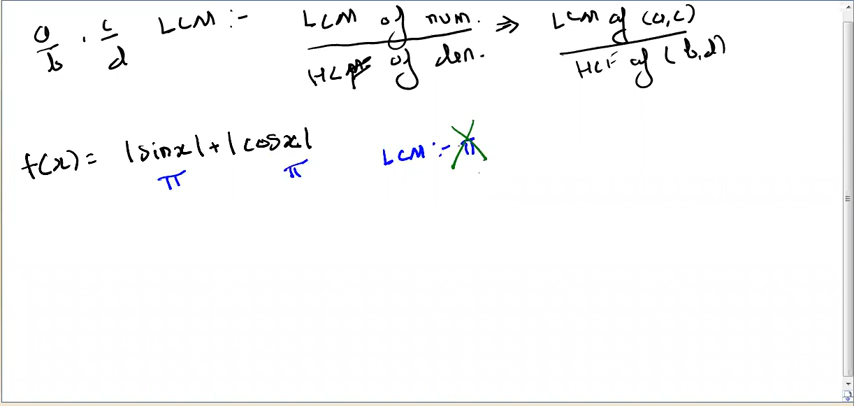 a/b , c/d LCM :- LCM of num. / HCF of den. ⇒ LCM of (a,c) / HCF of (b,d)
f(x) = |sinx| + |cosx| LCM :- π
π π